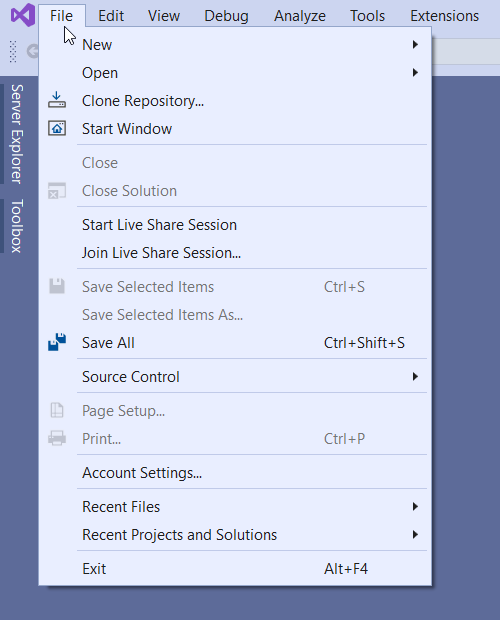 File Edit View Debug Analyze Tools Extensions
New
Open
Clone Repository...
Start Window
Close
Close Solution
Start Live Share Session
Join Live Share Session...
Save Selected Items Ctrl+S
Save Selected Items As...
Save All Ctrl+Shift+S
Source Control
Page Setup...
Print... Ctrl+P
Account Settings...
Recent Files
Recent Projects and Solutions
Exit Alt+F4
Server Explorer
Toolbox